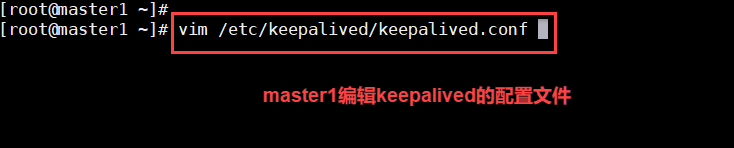 [root@master1 ~]#
[root@master1 ~]# vim /etc/keepalived/keepalived.conf
master1编辑keepalived的配置文件